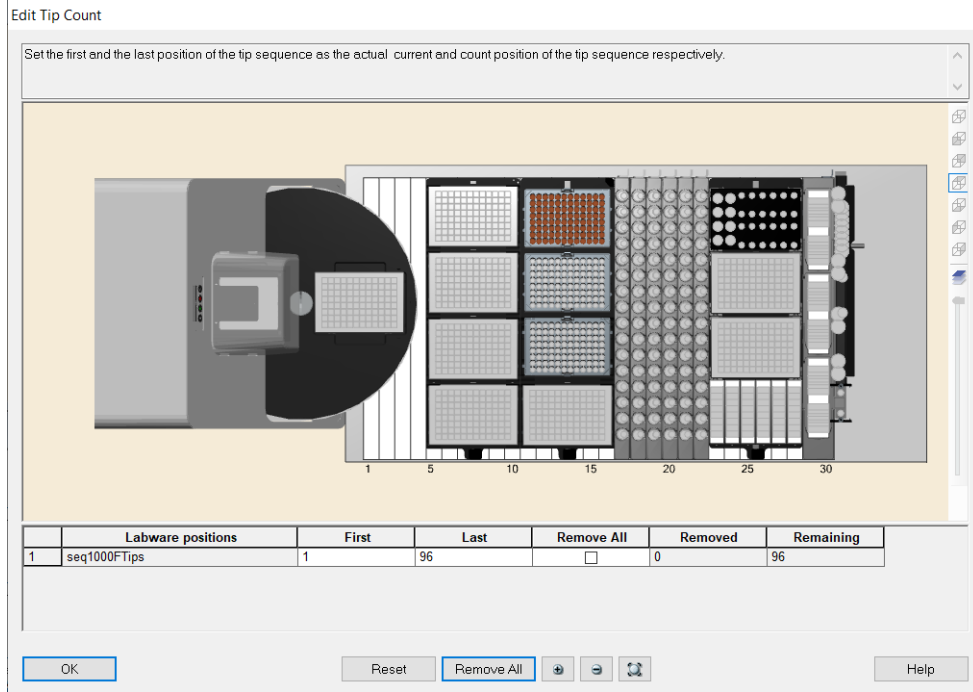 Edit Tip Count
Set the first and the last position of the tip sequence as the actual current and count position of the tip sequence respectively.
1 5 10 15 20 25 30
Labware positions First Last Remove All Removed Remaining
1 seq1000FTips 1 96 0 96
OK Reset Remove All Help